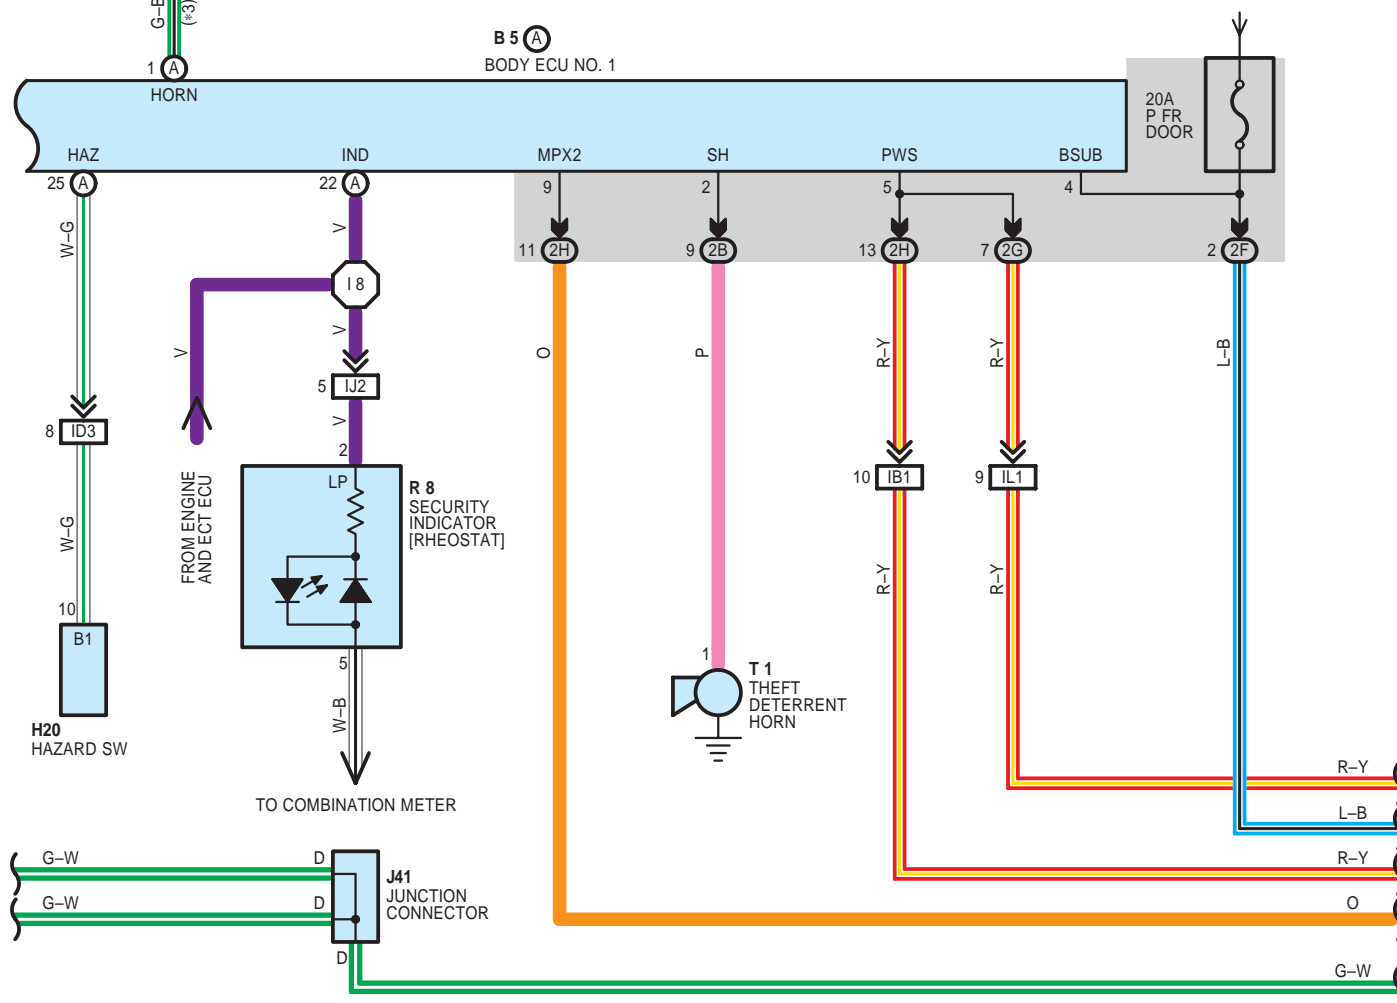 G–B
(*3)
B 5 A
BODY ECU NO. 1
1 A
HORN
20A
P FR
DOOR
HAZ
IND
MPX2
SH
PWS
BSUB
25 A
22 A
9
2
5
4
W–G
V
11 2H
9 2B
13 2H
7 2G
2 2F
I 8
V
V
O
P
R–Y
R–Y
L–B
5 IJ2
V
8 ID3
2
10 IB1
9 IL1
LP
R 8
SECURITY
INDICATOR
[RHEOSTAT]
FROM ENGINE
AND ECT ECU
W–G
R–Y
R–Y
10
B1
H20
HAZARD SW
5
W–B
TO COMBINATION METER
1
T 1
THEFT
DETERRENT
HORN
R–Y
L–B
R–Y
O
G–W
G–W D
G–W D
J41
JUNCTION
CONNECTOR
D